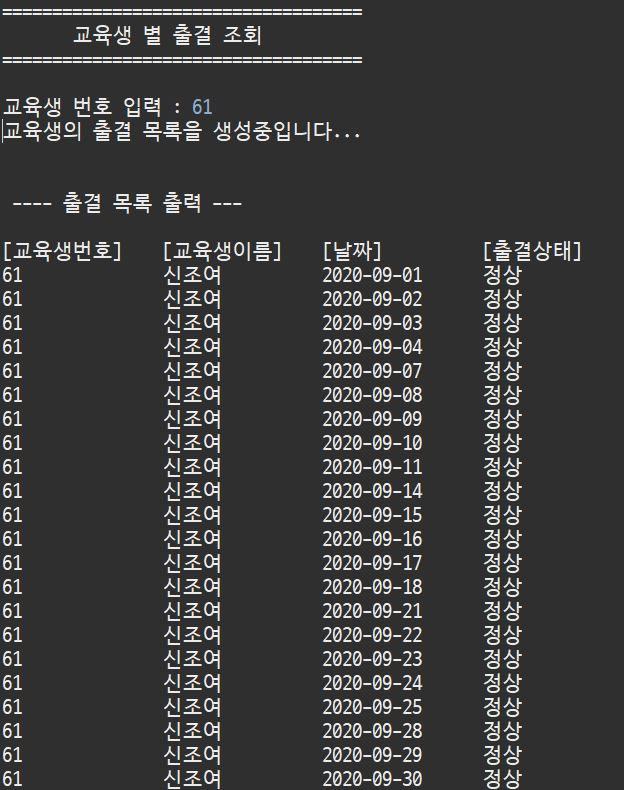 ====================================
교육생 별 출결 조회
====================================
교육생 번호 입력 : 61
교육생의 출결 목록을 생성중입니다...
---- 출결 목록 출력 ---
[교육생번호] [교육생이름] [날짜] [출결상태]
61 신조여 2020-09-01 정상
61 신조여 2020-09-02 정상
61 신조여 2020-09-03 정상
61 신조여 2020-09-04 정상
61 신조여 2020-09-07 정상
61 신조여 2020-09-08 정상
61 신조여 2020-09-09 정상
61 신조여 2020-09-10 정상
61 신조여 2020-09-11 정상
61 신조여 2020-09-14 정상
61 신조여 2020-09-15 정상
61 신조여 2020-09-16 정상
61 신조여 2020-09-17 정상
61 신조여 2020-09-18 정상
61 신조여 2020-09-21 정상
61 신조여 2020-09-22 정상
61 신조여 2020-09-23 정상
61 신조여 2020-09-24 정상
61 신조여 2020-09-25 정상
61 신조여 2020-09-28 정상
61 신조여 2020-09-29 정상
61 신조여 2020-09-30 정상